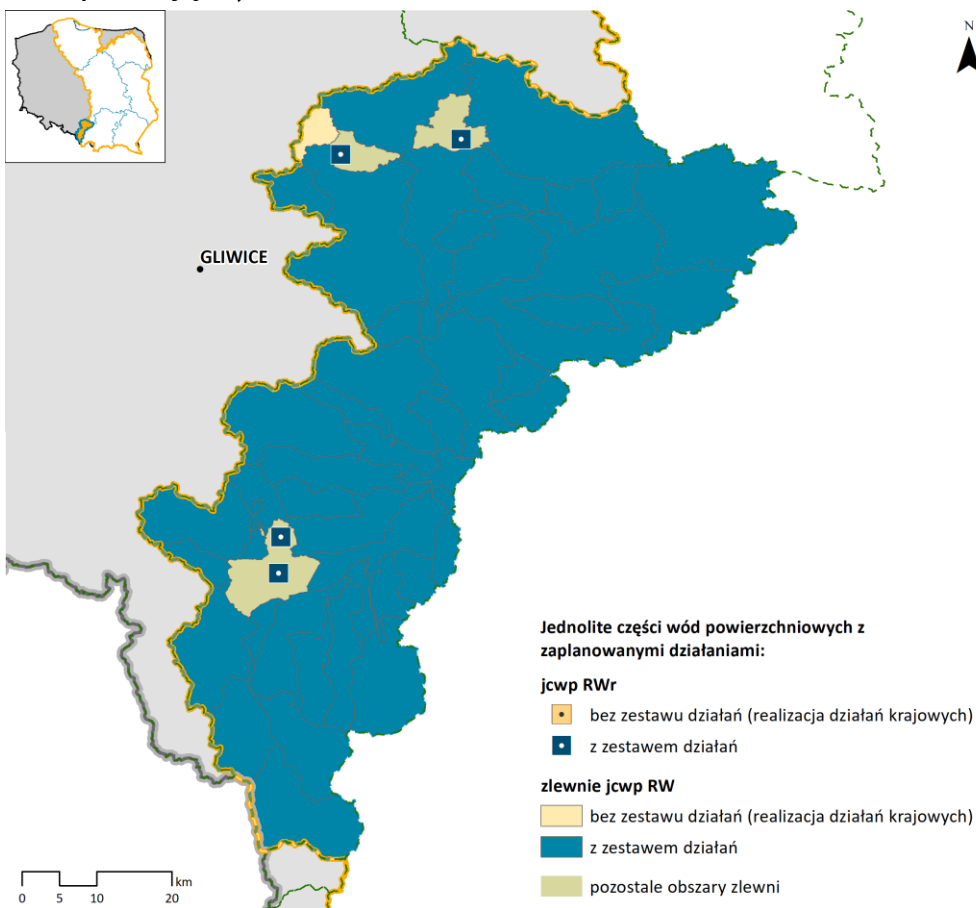 N
GLIWICE
Jednolite części wód powierzchniowych z
zaplanowanymi działaniami:
jcwp RWr
bez zestawu działań (realizacja działań krajowych)
z zestawem działań
zlewnie jcwp RW
bez zestawu działań (realizacja działań krajowych)
z zestawem działań
pozostałe obszary zlewni
km
0 5 10 20